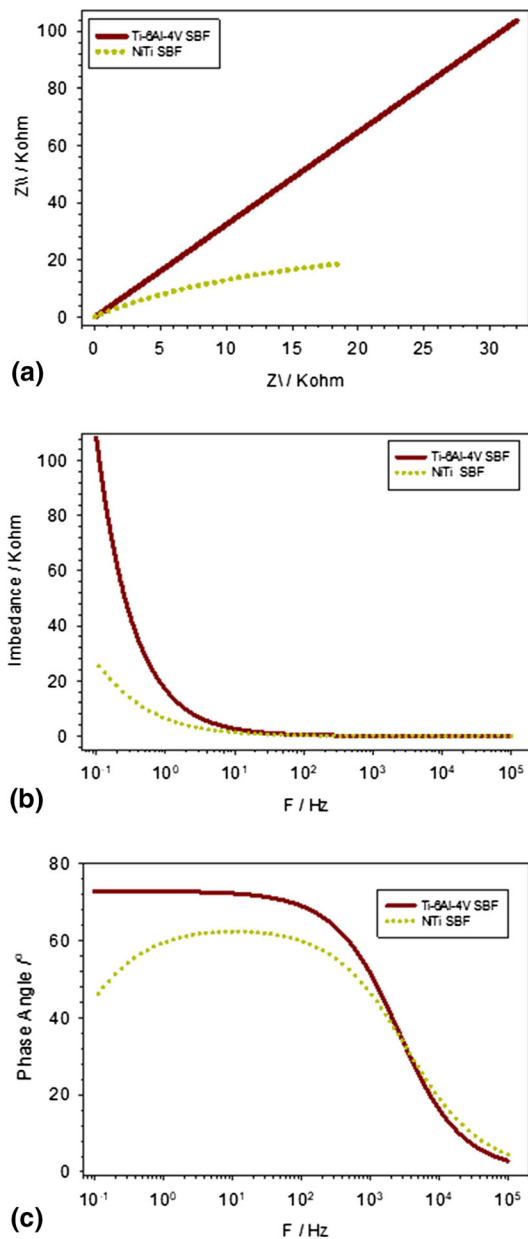 Ti-6Al-4V SBF
NiTi SBF
Z\\ / Kohm
100
80
60
40
20
0
0 5 10 15 20 25 30
Z\ / Kohm
(a)
Ti-6Al-4V SBF
NiTi SBF
Imbedance / Kohm
100
80
60
40
20
0
10-1 100 101 102 103 104 105
F / Hz
(b)
Ti-6Al-4V SBF
NiTi SBF
Phase Angle /º
80
60
40
20
0
10-1 100 101 102 103 104 105
F / Hz
(c)